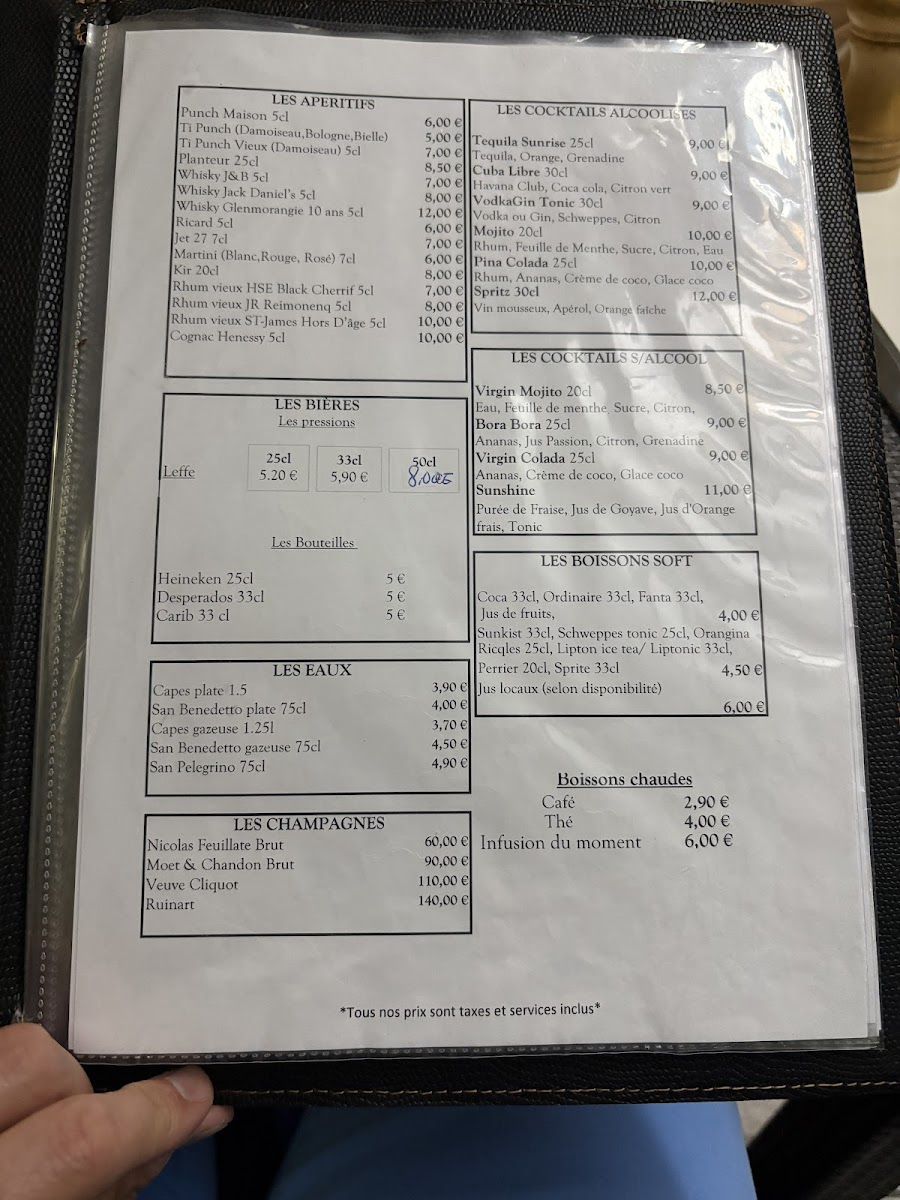 LES APERITIFS
Punch Maison 5cl 6,00 €
Ti Punch (Damoiseau,Bologne,Bielle) 5,00 €
Ti Punch Vieux (Damoiseau) 5cl 7,00 €
Planteur 25cl 8,50 €
Whisky J&B 5cl 7,00 €
Whisky Jack Daniel's 5cl 8,00 €
Whisky Glenmorangie 10 ans 5cl 12,00 €
Ricard 5cl 6,00 €
Jet 27 7cl 7,00 €
Martini (Blanc,Rouge, Rosé) 7cl 6,00 €
Kir 20cl 8,00 €
Rhum vieux HSE Black Cherrif 5cl 7,00 €
Rhum vieux JR Reimonenq 5cl 8,00 €
Rhum vieux ST-James Hors D'âge 5cl 10,00 €
Cognac Henessy 5cl 10,00 €
LES BIÈRES
Les pressions
25cl 33cl 50cl
Leffe 5.20 € 5,90 € 8,00€
Les Bouteilles
Heineken 25cl 5 €
Desperados 33cl 5 €
Carib 33 cl 5 €
LES EAUX
Capes plate 1.5 3,90 €
San Benedetto plate 75cl 4,00 €
Capes gazeuse 1.25l 3,70 €
San Benedetto gazeuse 75cl 4,50 €
San Pelegrino 75cl 4,90 €
LES CHAMPAGNES
Nicolas Feuillate Brut 60,00 €
Moet & Chandon Brut 90,00 €
Veuve Cliquot 110,00 €
Ruinart 140,00 €
LES COCKTAILS ALCOOLISES
Tequila Sunrise 25cl 9,00 €
Tequila, Orange, Grenadine
Cuba Libre 30cl 9,00 €
Havana Club, Coca cola, Citron vert
VodkaGin Tonic 30cl 9,00 €
Vodka ou Gin, Schweppes, Citron
Mojito 20cl 10,00 €
Rhum, Feuille de Menthe, Sucre, Citron, Eau
Pina Colada 25cl 10,00 €
Rhum, Ananas, Crème de coco, Glace coco
Spritz 30cl 12,00 €
Vin mousseux, Apérol, Orange faîche
LES COCKTAILS S/ALCOOL
Virgin Mojito 20cl 8,50 €
Eau, Feuille de menthe, Sucre, Citron,
Bora Bora 25cl 9,00 €
Ananas, Jus Passion, Citron, Grenadine
Virgin Colada 25cl 9,00 €
Ananas, Crème de coco, Glace coco
Sunshine 11,00 €
Purée de Fraise, Jus de Goyave, Jus d'Orange
frais, Tonic
LES BOISSONS SOFT
Coca 33cl, Ordinaire 33cl, Fanta 33cl,
Jus de fruits, 4,00 €
Sunkist 33cl, Schweppes tonic 25cl, Orangina
Ricqles 25cl, Lipton ice tea/ Liptonic 33cl,
Perrier 20cl, Sprite 33cl 4,50 €
Jus locaux (selon disponibilité)
6,00 €
Boissons chaudes
Café 2,90 €
Thé 4,00 €
Infusion du moment 6,00 €
*Tous nos prix sont taxes et services inclus*